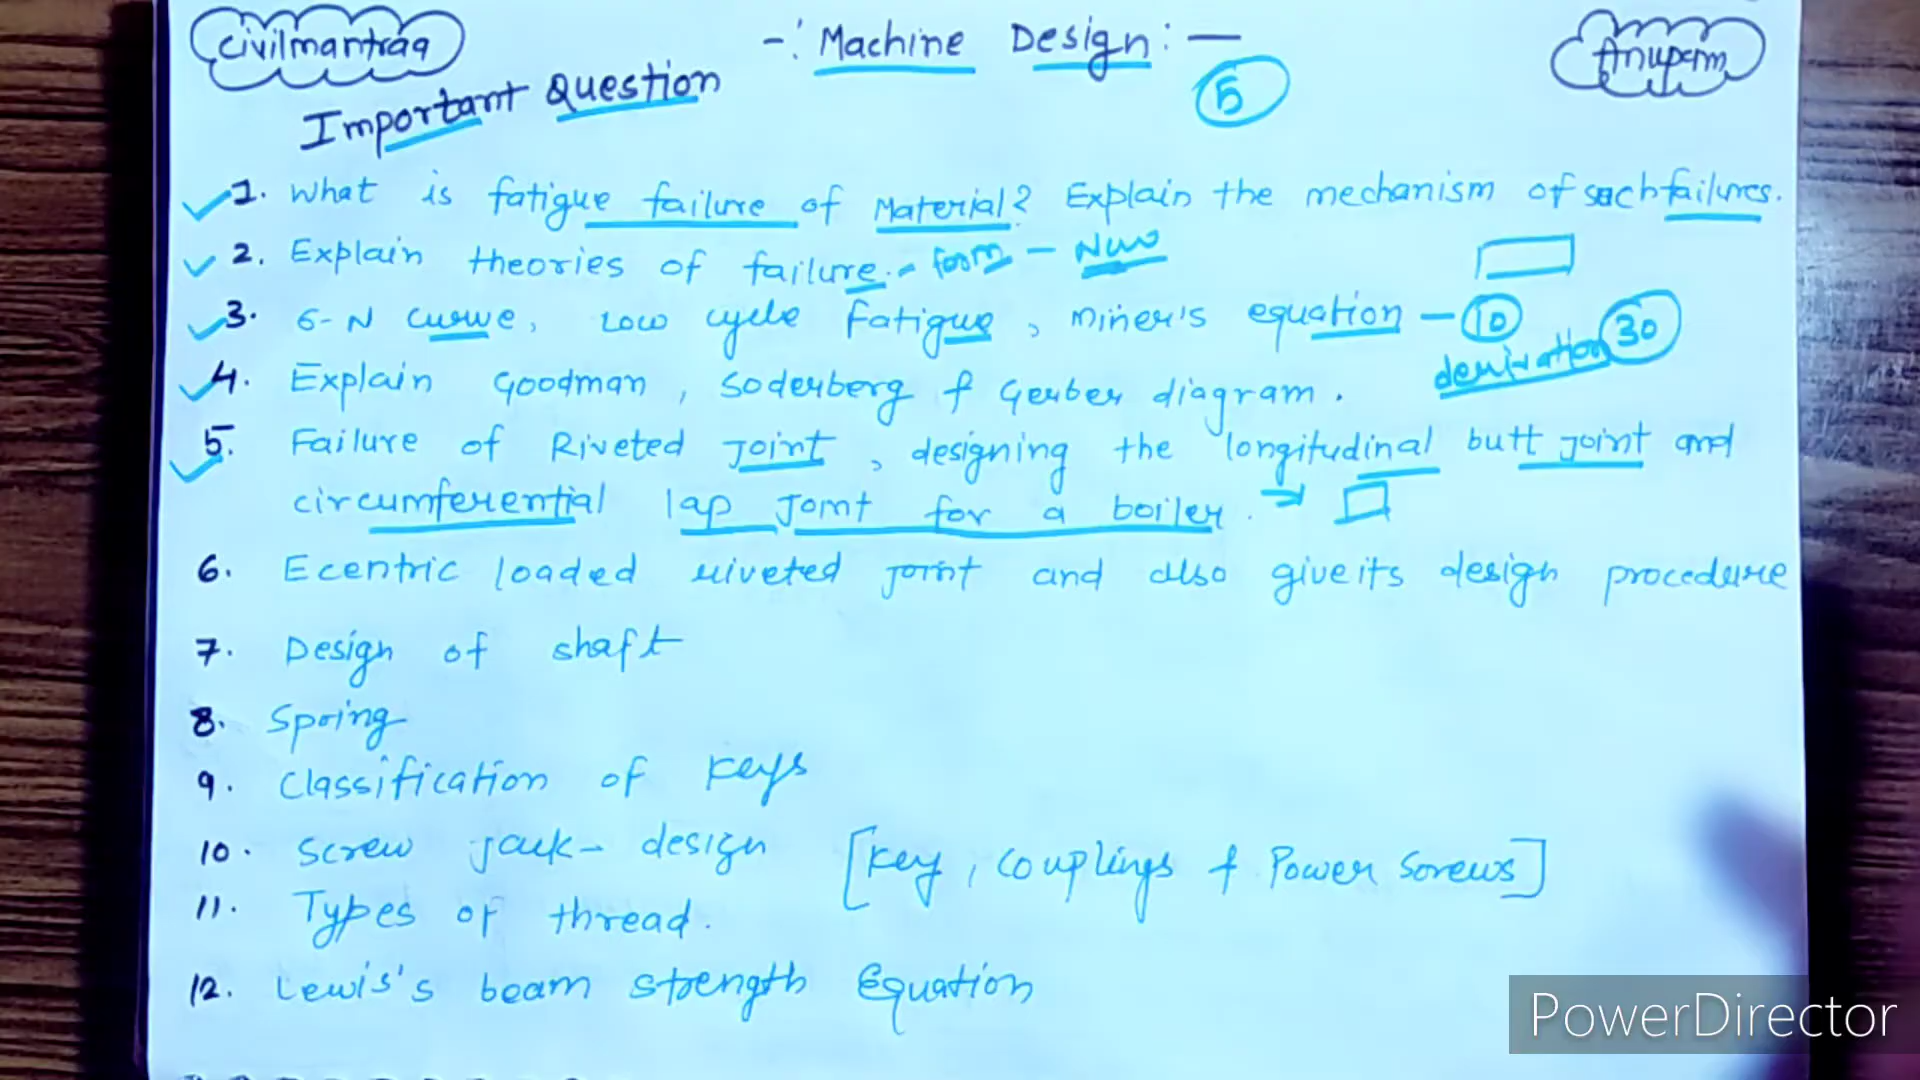 civilmantraa
-: Machine Design: -
Anupam
Important Question
5
1. What is fatigue failure of Material? Explain the mechanism of such failures.
2. Explain theories of failure. - form - Nuo
3. S-N curve, Low cycle Fatigue, Miner's equation - 10
derivation 30
4. Explain Goodman, Soderberg & Gerber diagram.
5. Failure of Riveted Joint, designing the longitudinal butt joint and
circumferential lap Joint for a boiler.
6. Ecentric loaded riveted joint and also give its design procedure
7. Design of shaft
8. Spring
9. Classification of keys
10. Screw jack - design [Key, Couplings & Power Screws]
11. Types of thread.
12. Lewis's beam strength Equation
PowerDirector